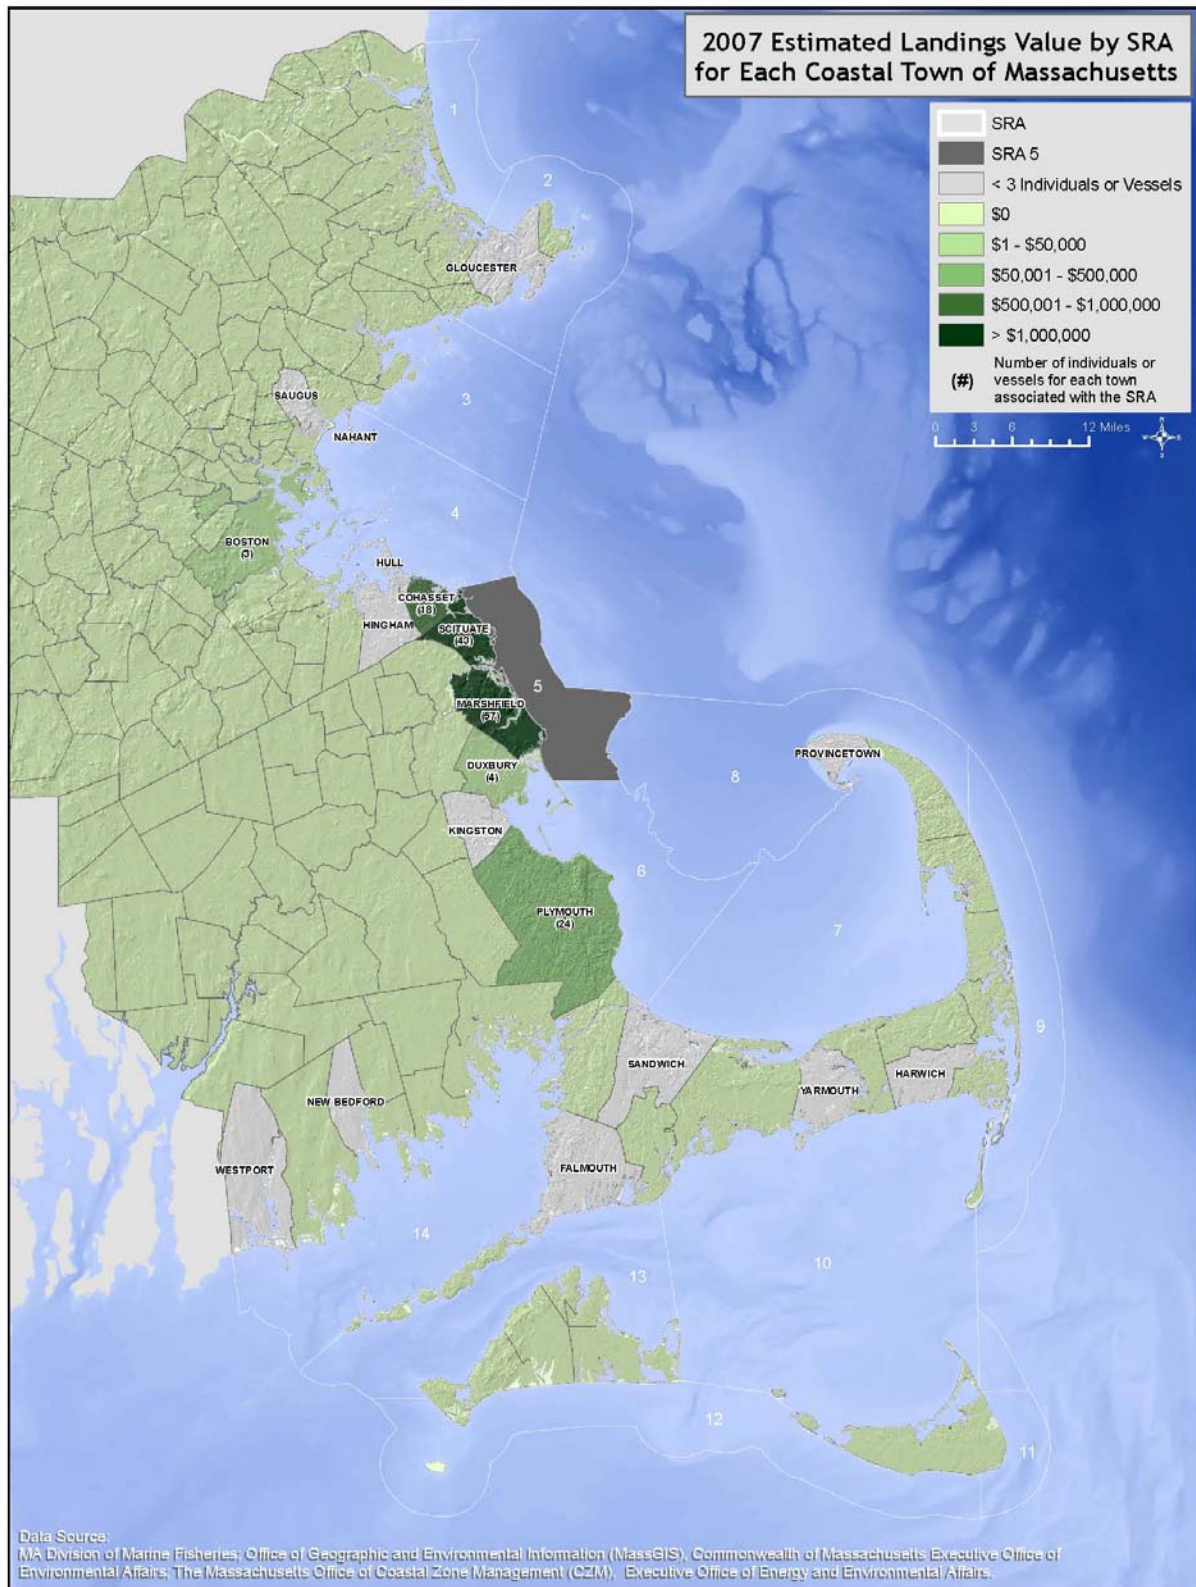 2007 Estimated Landings Value by SRA
for Each Coastal Town of Massachusetts
SRA
SRA 5
< 3 Individuals or Vessels
$0
$1 - $50,000
$50,001 - $500,000
$500,001 - $1,000,000
> $1,000,000
(#)
Number of individuals or
vessels for each town
associated with the SRA
0 3 6 12 Miles
N
W E
S
1
2
GLOUCESTER
SAUGUS
3
NAHANT
4
BOSTON
(3)
HULL
COHASSET
(18)
HINGHAM
SCITUATE
(43)
5
MARSHFIELD
(57)
PROVINCETOWN
DUXBURY
(4)
8
KINGSTON
6
PLYMOUTH
(24)
7
9
SANDWICH
HARWICH
YARMOUTH
NEW BEDFORD
WESTPORT
FALMOUTH
14
10
13
12
11
Data Source:
MA Division of Marine Fisheries, Office of Geographic and Environmental Information (MassGIS), Commonwealth of Massachusetts Executive Office of
Environmental Affairs, The Massachusetts Office of Coastal Zone Management (CZM), Executive Office of Energy and Environmental Affairs.